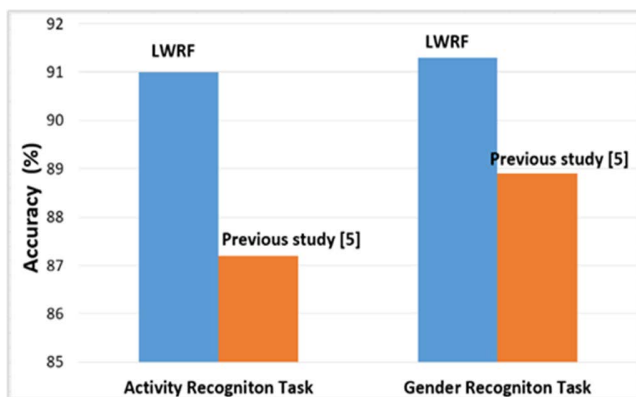 92
91
90
89
88
87
86
85
Accuracy (%)
LWRF
Previous study [5]
LWRF
Previous study [5]
Activity Recogniton Task
Gender Recogniton Task